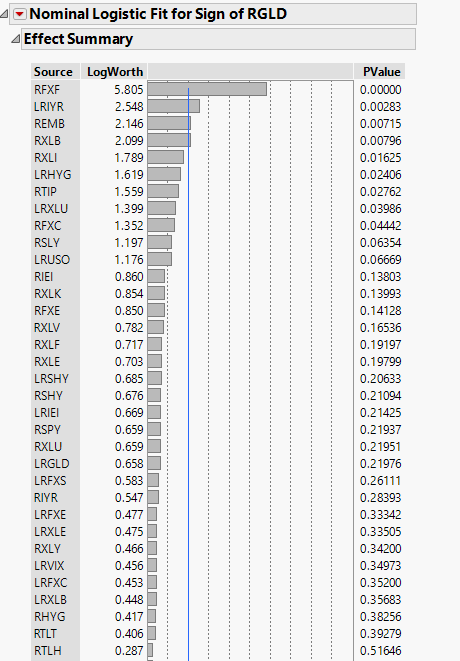 Nominal Logistic Fit for Sign of RGLD
Effect Summary
Source LogWorth PValue
RFXF 5.805 0.00000
LRIYR 2.548 0.00283
REMB 2.146 0.00715
RXLB 2.099 0.00796
RXLI 1.789 0.01625
LRHYG 1.619 0.02406
RTIP 1.559 0.02762
LRXLU 1.399 0.03986
RFXC 1.352 0.04442
RSLY 1.197 0.06354
LRUSO 1.176 0.06669
RIEI 0.860 0.13803
RXLK 0.854 0.13993
RFXE 0.850 0.14128
RXLV 0.782 0.16536
RXLF 0.717 0.19197
RXLE 0.703 0.19799
LRSHY 0.685 0.20633
RSHY 0.676 0.21094
LRIEI 0.669 0.21425
RSPY 0.659 0.21937
RXLU 0.659 0.21951
LRGLD 0.658 0.21976
LRFXS 0.583 0.26111
RIYR 0.547 0.28393
LRFXE 0.477 0.33342
LRXLE 0.475 0.33505
RXLY 0.466 0.34200
LRVIX 0.456 0.34973
LRFXC 0.453 0.35200
LRXLB 0.448 0.35683
RHYG 0.417 0.38256
RTLT 0.406 0.39279
RTLH 0.287 0.51646